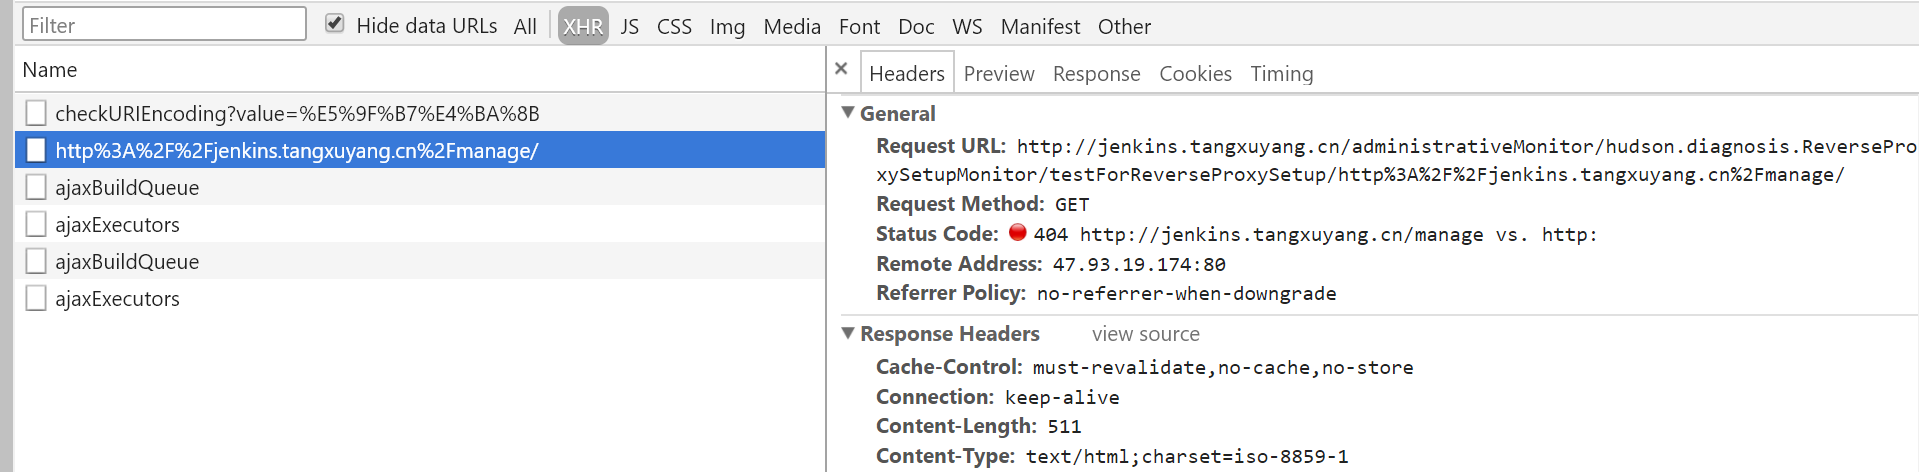 Filter Hide data URLs All XHR JS CSS Img Media Font Doc WS Manifest Other
Name
checkURIEncoding?value=%E5%9F%B7%E4%BA%8B
http%3A%2F%2Fjenkins.tangxuyang.cn%2Fmanage/
ajaxBuildQueue
ajaxExecutors
ajaxBuildQueue
ajaxExecutors
× Headers Preview Response Cookies Timing
General
Request URL: http://jenkins.tangxuyang.cn/administrativeMonitor/hudson.diagnosis.ReversePro
xySetupMonitor/testForReverseProxySetup/http%3A%2F%2Fjenkins.tangxuyang.cn%2Fmanage/
Request Method: GET
Status Code: 404 http://jenkins.tangxuyang.cn/manage vs. http:
Remote Address: 47.93.19.174:80
Referrer Policy: no-referrer-when-downgrade
Response Headers view source
Cache-Control: must-revalidate,no-cache,no-store
Connection: keep-alive
Content-Length: 511
Content-Type: text/html;charset=iso-8859-1